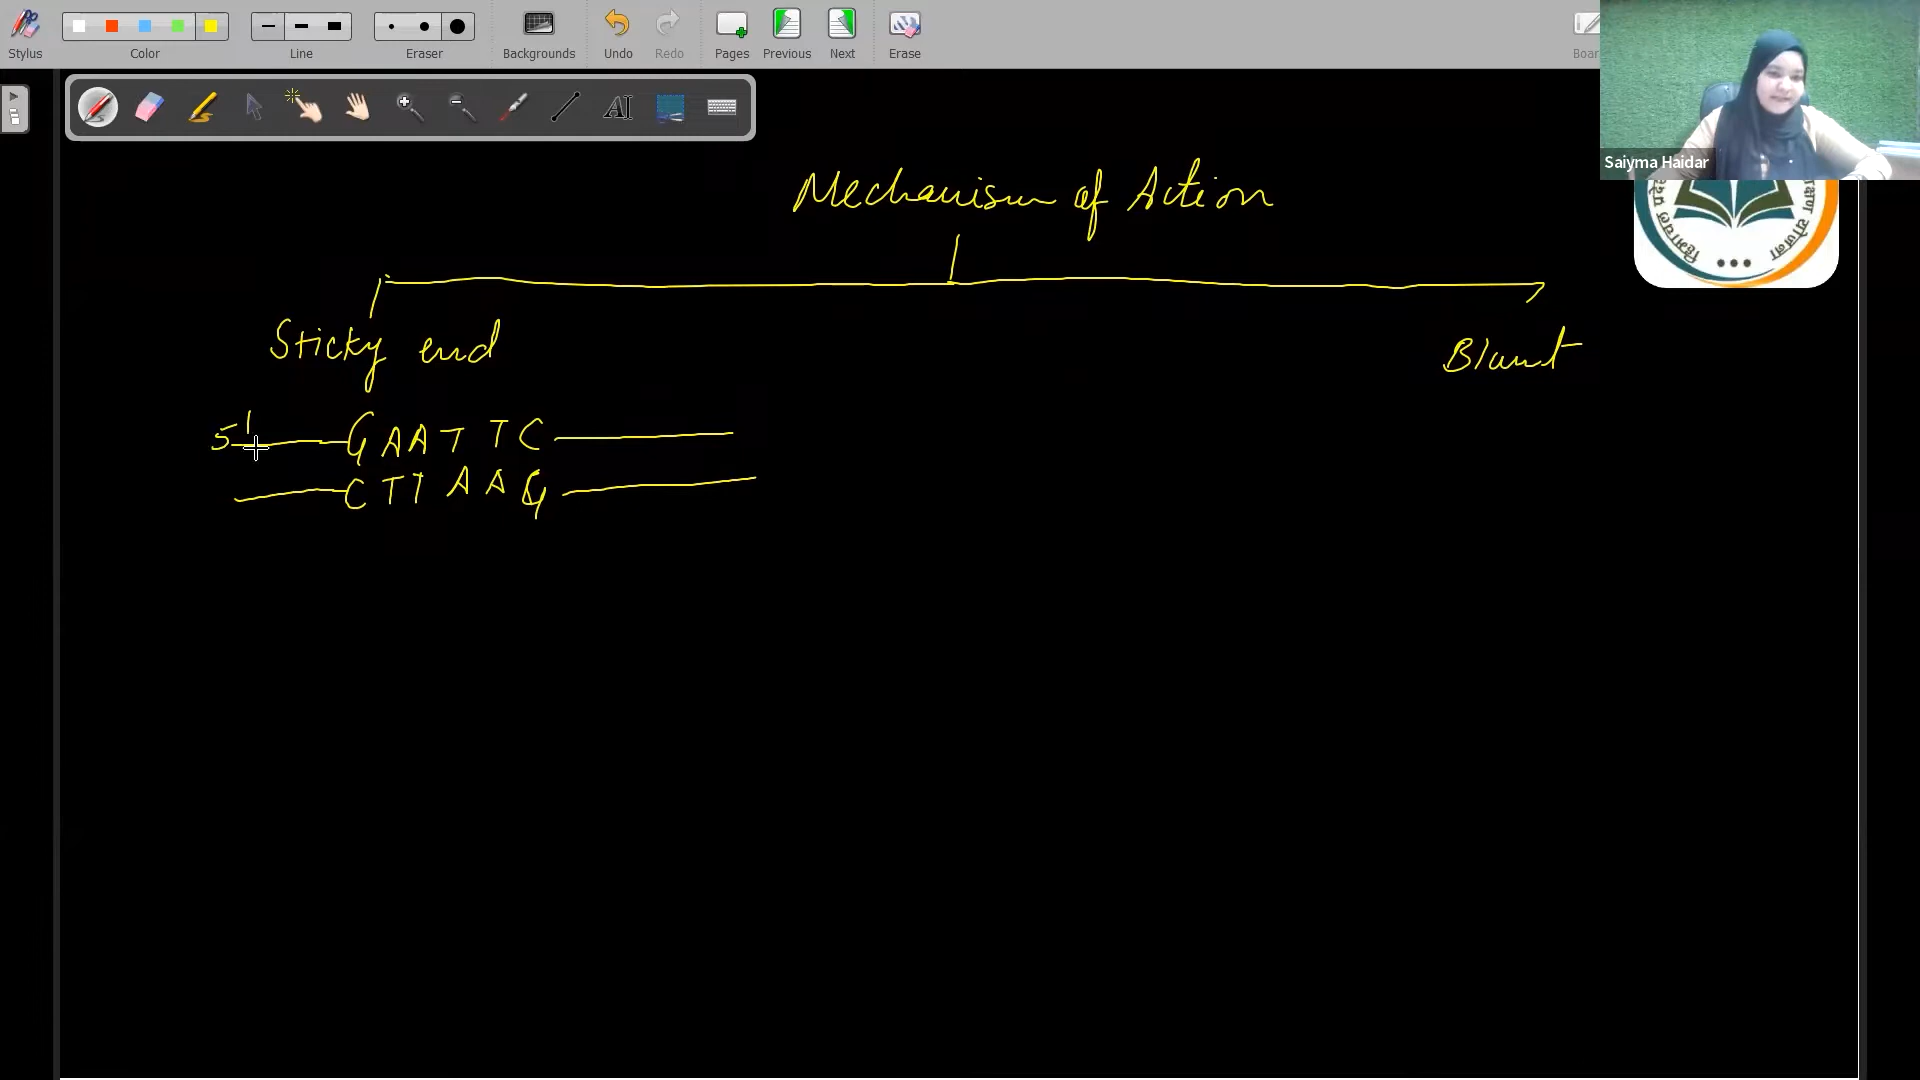 Stylus
Color
Line
Eraser
Backgrounds
Undo
Redo
Pages
Previous
Next
Erase
Saiyma Haidar
Mechanism of Action
Sticky end
Blunt
5' GAATTC
CTTAAG